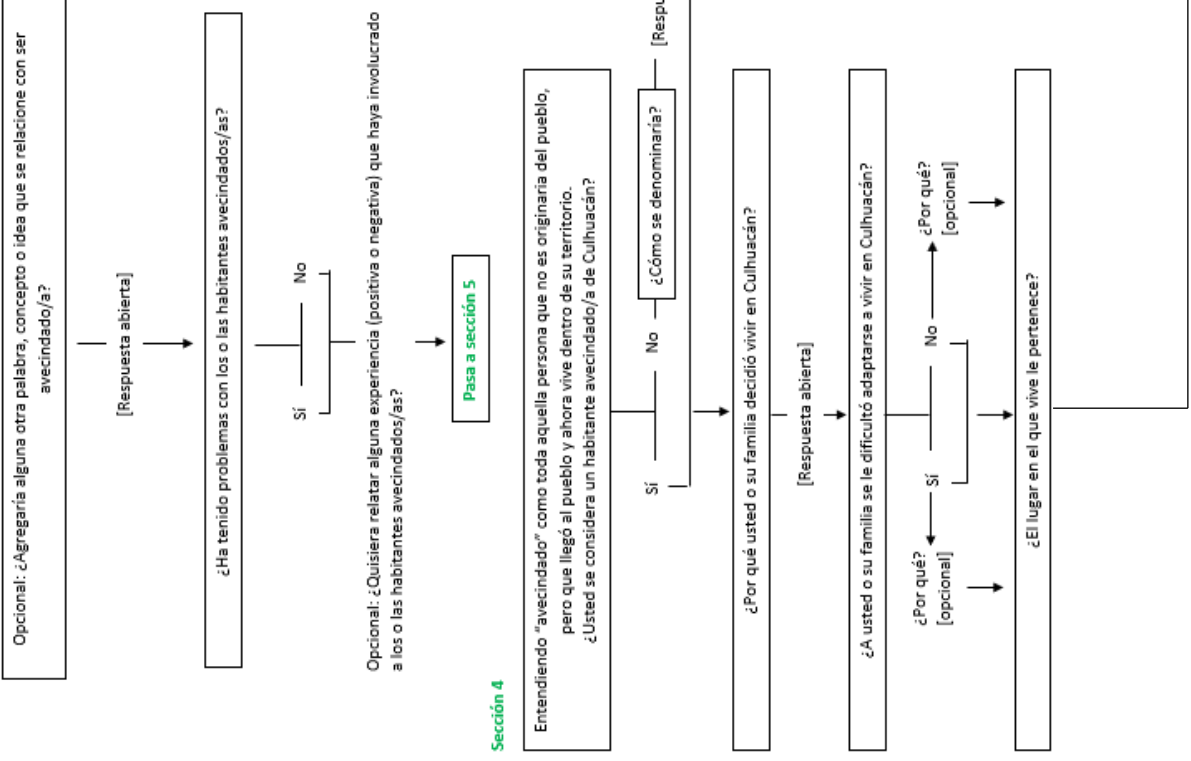 Opcional: ¿Agregaría alguna otra palabra, concepto o idea que se relacione con ser
avecindado/a?
[Respuesta abierta]
¿Ha tenido problemas con los o las habitantes avecindados/as?
Sí
No
Opcional: ¿Quisiera relatar alguna experiencia (positiva o negativa) que haya involucrado
a los o las habitantes avecindados/as?
Pasa a sección 5
Sección 4
Entendiendo "avecindado" como toda aquella persona que no es originaria del pueblo,
pero que llegó al pueblo y ahora vive dentro de su territorio.
¿Usted se considera un habitante avecindado/a de Culhuacán?
Sí
No
¿Cómo se denominaría?
[Respu
¿Por qué usted o su familia decidió vivir en Culhuacán?
[Respuesta abierta]
¿A usted o su familia se le dificultó adaptarse a vivir en Culhuacán?
¿Por qué?
[opcional]
Sí
No
¿Por qué?
[opcional]
¿El lugar en el que vive le pertenece?